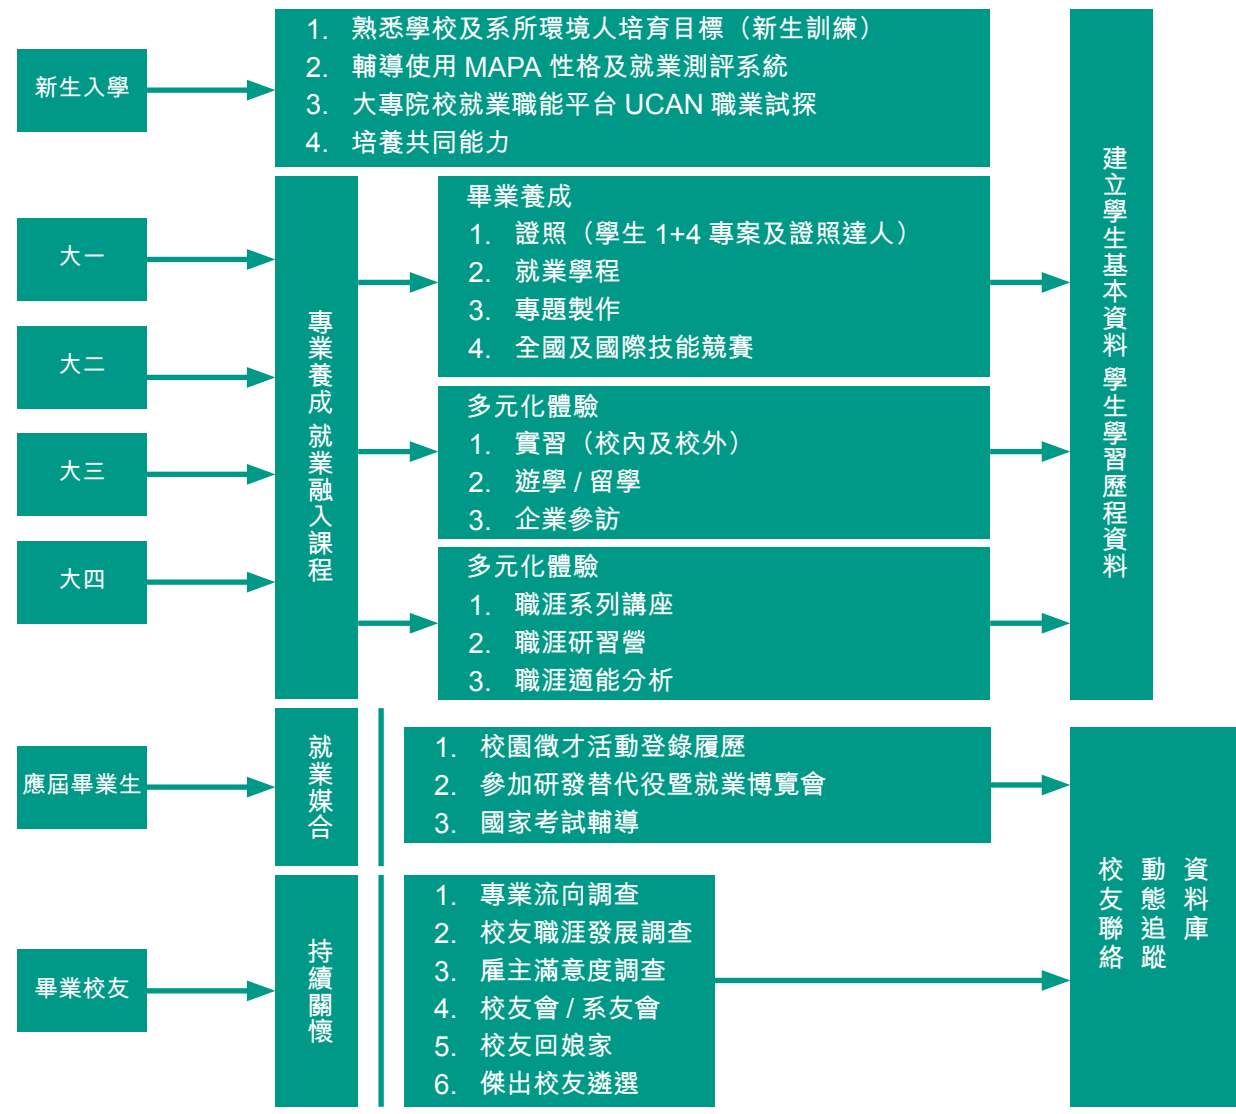 新生入學
1. 熟悉學校及系所環境人培育目標（新生訓練）
2. 輔導使用 MAPA 性格及就業測評系統
3. 大專院校就業職能平台 UCAN 職業試探
4. 培養共同能力
大一
大二
大三
大四
專業養成 就業融入課程
畢業養成
1. 證照（學生 1+4 專案及證照達人）
2. 就業學程
3. 專題製作
4. 全國及國際技能競賽
多元化體驗
1. 實習（校內及校外）
2. 遊學 / 留學
3. 企業參訪
多元化體驗
1. 職涯系列講座
2. 職涯研習營
3. 職涯適能分析
建立學生基本資料 學生學習歷程資料
應屆畢業生
就業媒合
1. 校園徵才活動登錄履歷
2. 參加研發替代役暨就業博覽會
3. 國家考試輔導
畢業校友
持續關懷
1. 專業流向調查
2. 校友職涯發展調查
3. 雇主滿意度調查
4. 校友會 / 系友會
5. 校友回娘家
6. 傑出校友遴選
校友聯絡
動態追蹤
資料庫